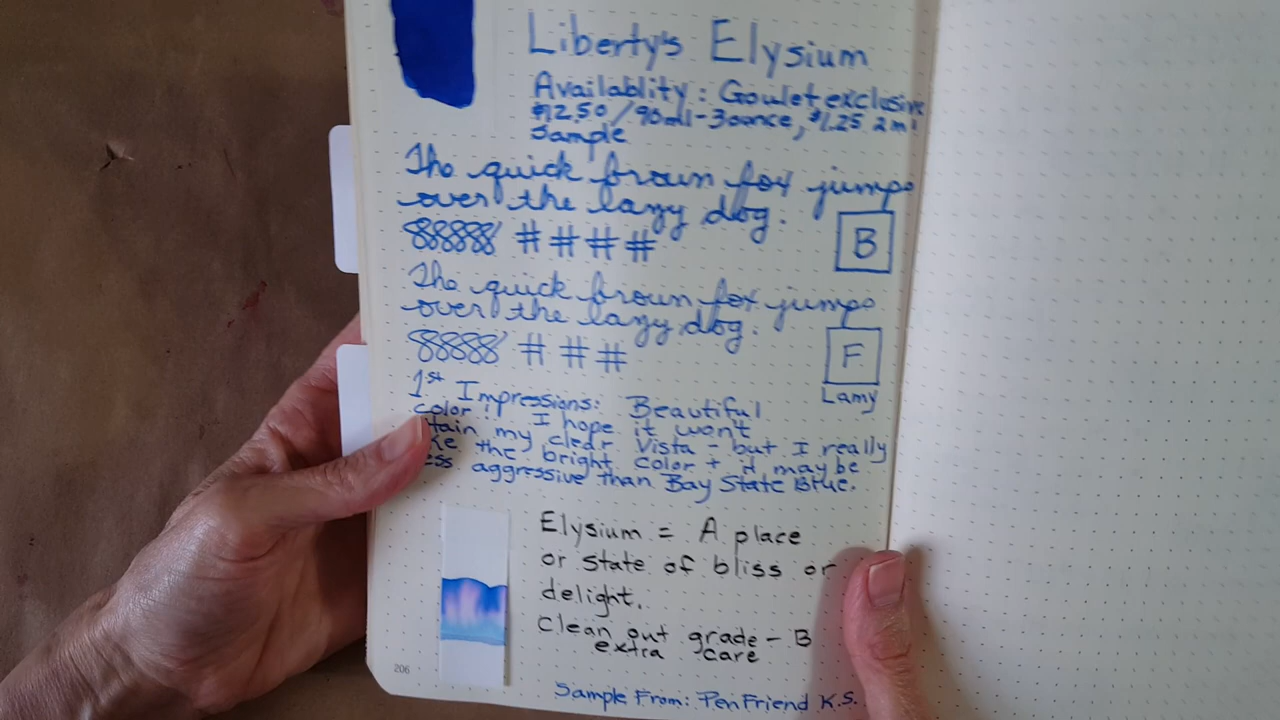 Liberty's Elysium
Availablity: Goulet exclusive
$12.50/90ml-3ounce, $1.25 2ml
Sample
The quick brown fox jumps
over the lazy dog.
88888 # # # #
B
The quick brown fox jumps
over the lazy dog.
88888 # # #
F
Lamy
1st Impressions: Beautiful
color! I hope it won't
tain my clear Vista - but I really
ke the bright color + it may be
ess aggressive than Bay State Blue.
Elysium = A place
or state of bliss or
delight.
Clean out grade - B
extra care
206
Sample From: PenFriend K.S.